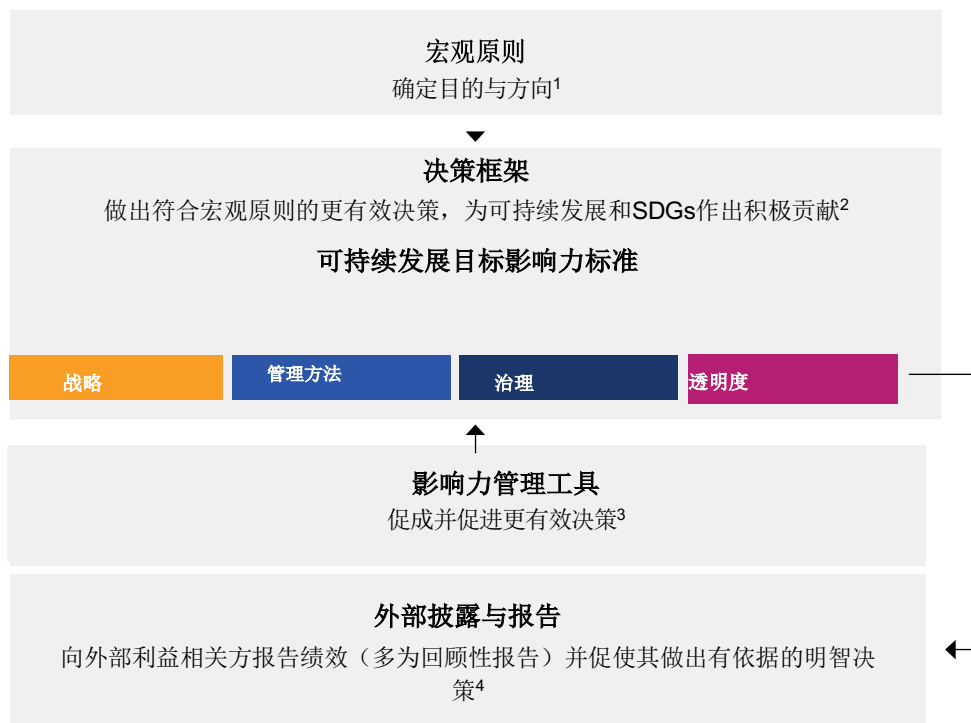 宏观原则
确定目的与方向1
决策框架
做出符合宏观原则的更有效决策，为可持续发展和SDGs作出积极贡献2
可持续发展目标影响力标准
战略
管理方法
治理
透明度
影响力管理工具
促成并促进更有效决策3
外部披露与报告
向外部利益相关方报告绩效（多为回顾性报告）并促使其做出有依据的明智决
策4